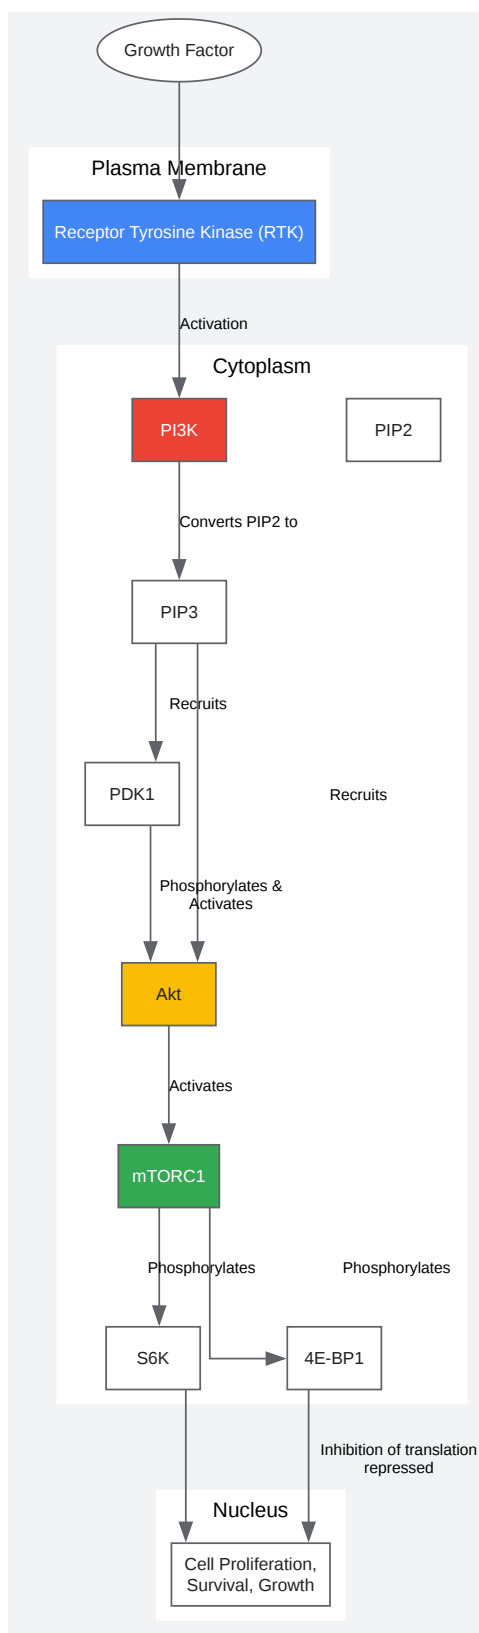 Growth Factor
Plasma Membrane
Receptor Tyrosine Kinase (RTK)
Activation
Cytoplasm
PI3K
PIP2
Converts PIP2 to
PIP3
Recruits
PDK1
Recruits
Phosphorylates &
Activates
Akt
Activates
mTORC1
Phosphorylates
Phosphorylates
S6K
4E-BP1
Inhibition of translation
repressed
Nucleus
Cell Proliferation,
Survival, Growth